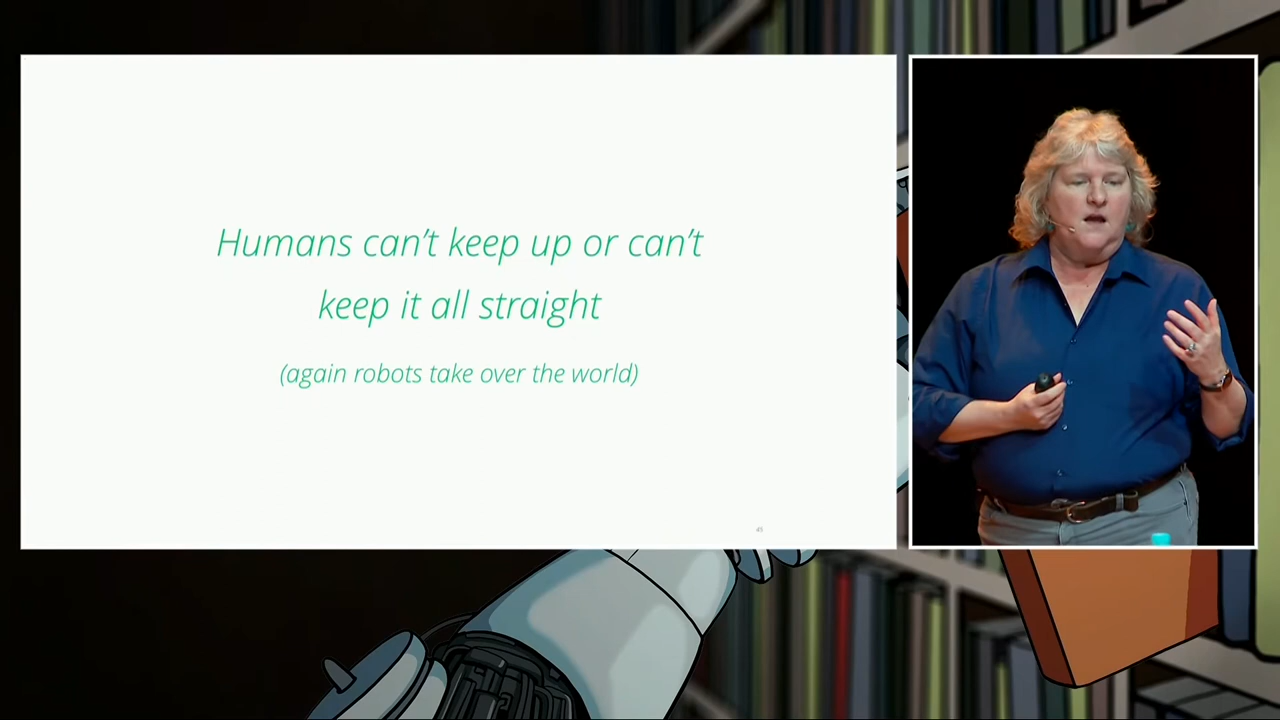 Humans can’t keep up or can’t
keep it all straight
(again robots take over the world)